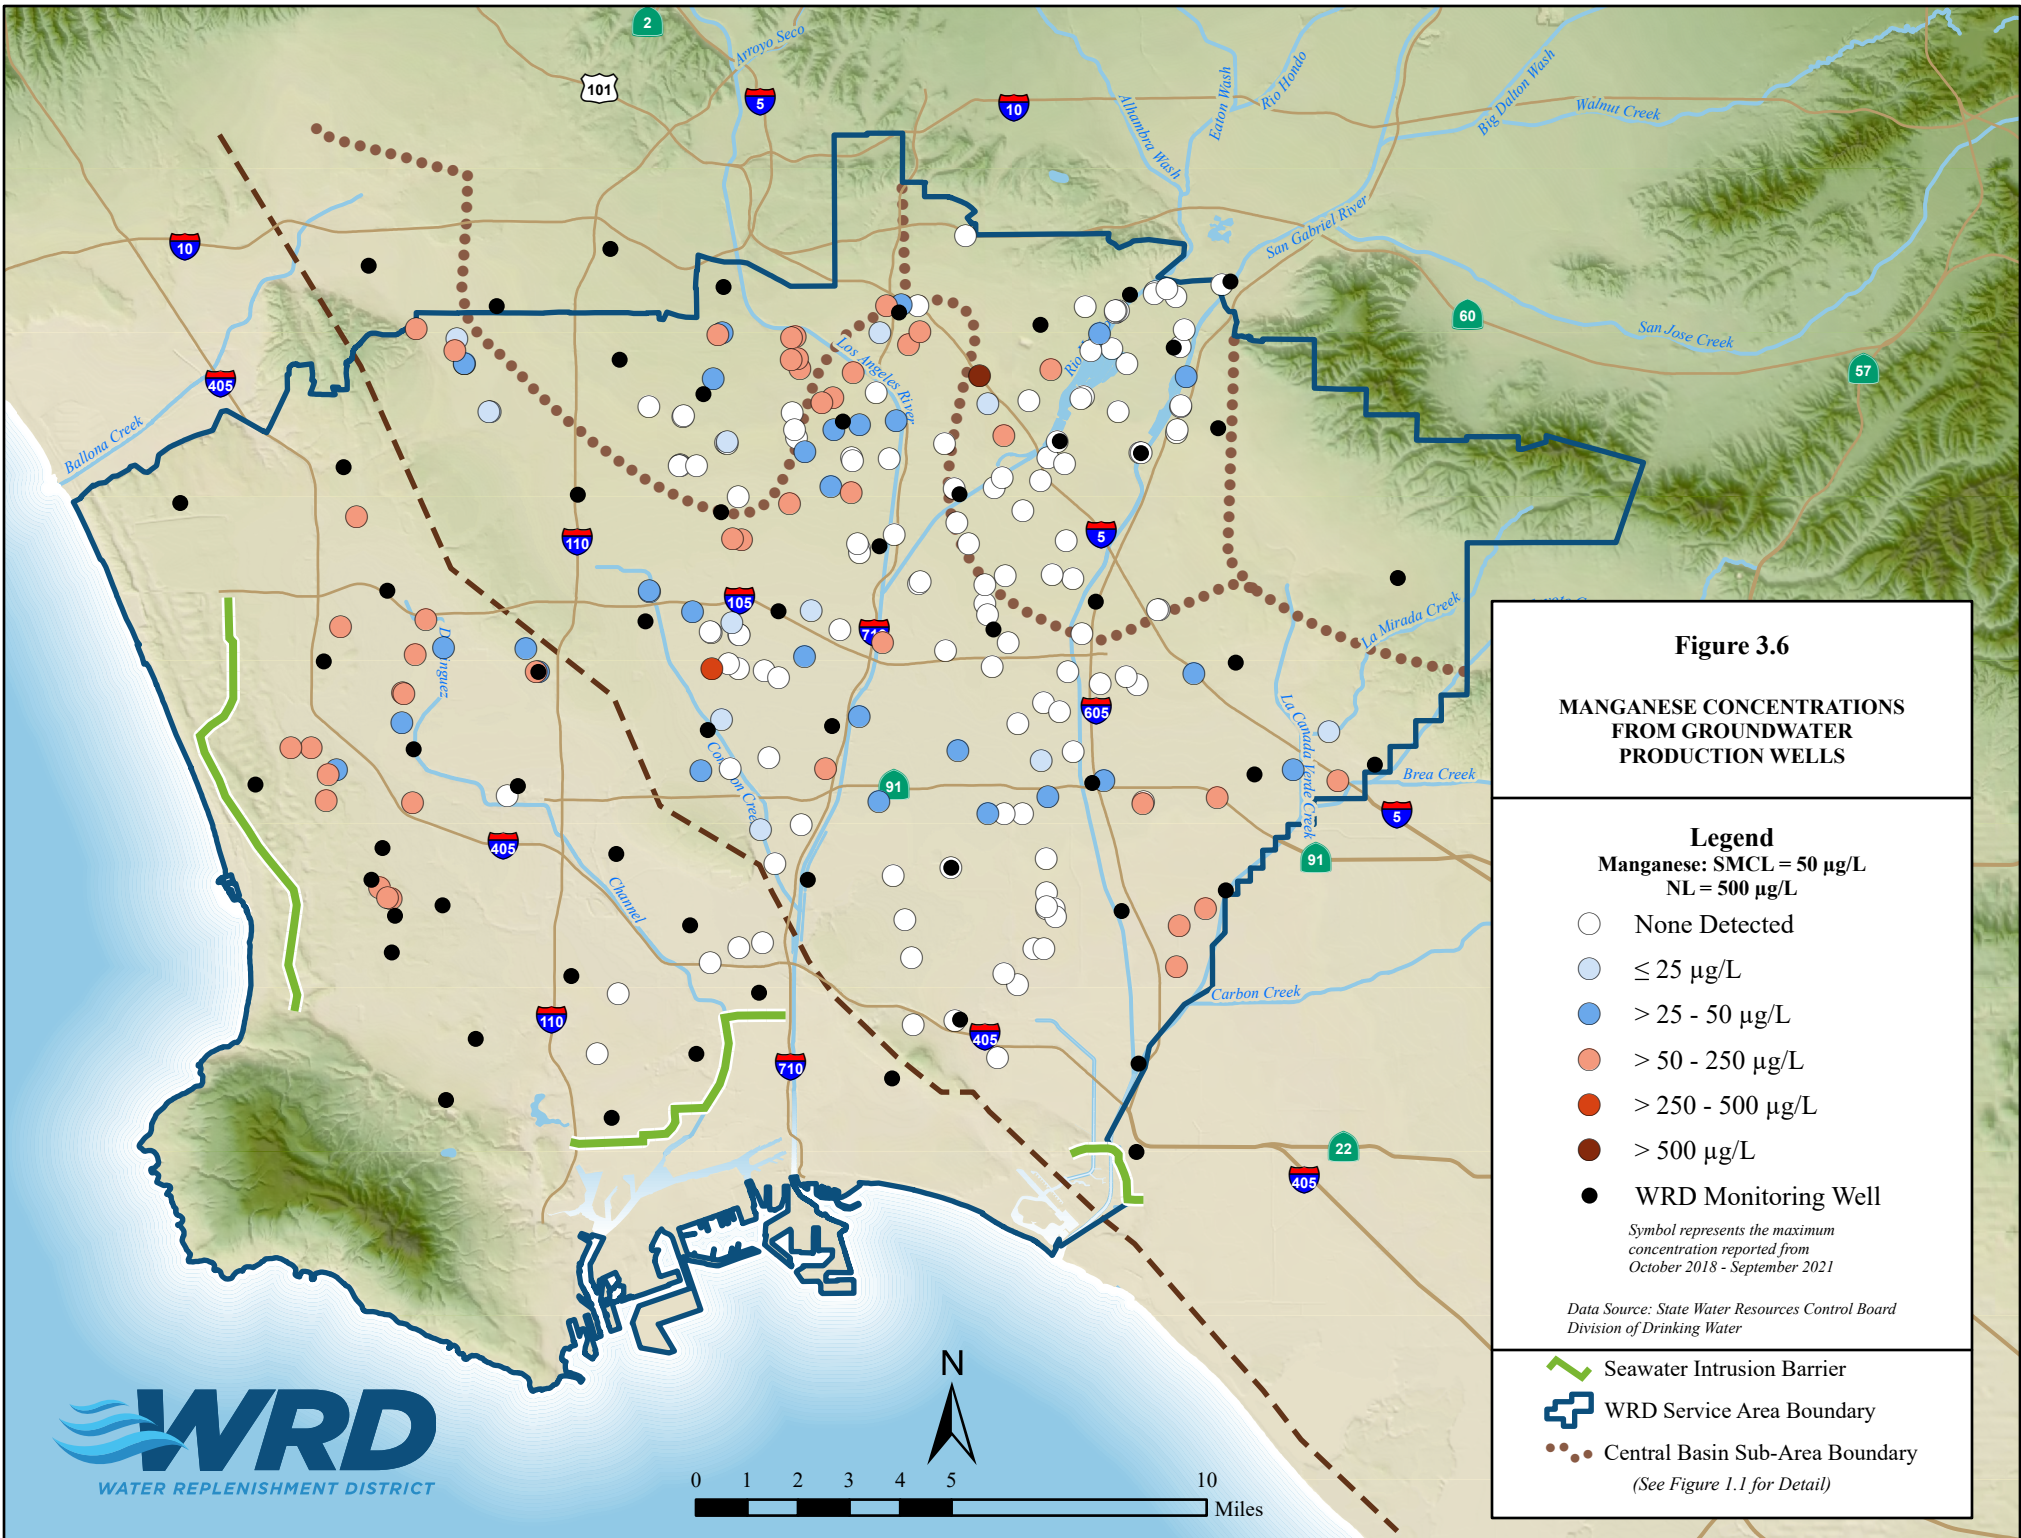 2
Arroyo Seco
101
5
10
Alhambra Wash
Eaton Wash
Rio Hondo
Big Dalton Wash
Walnut Creek
10
San Gabriel River
60
San Jose Creek
57
405
Ballona Creek
Los Angeles River
Rio
110
5
105
710
La Mirada Creek
605
La Canada Verde Creek
Brea Creek
91
5
91
405
Channel
Carbon Creek
110
405
710
22
405
Figure 3.6
MANGANESE CONCENTRATIONS
FROM GROUNDWATER
PRODUCTION WELLS
Legend
Manganese: SMCL = 50 µg/L
NL = 500 µg/L
None Detected
≤ 25 µg/L
> 25 - 50 µg/L
> 50 - 250 µg/L
> 250 - 500 µg/L
> 500 µg/L
WRD Monitoring Well
Symbol represents the maximum
concentration reported from
October 2018 - September 2021
Data Source: State Water Resources Control Board
Division of Drinking Water
Seawater Intrusion Barrier
WRD Service Area Boundary
Central Basin Sub-Area Boundary
(See Figure 1.1 for Detail)
N
0 1 2 3 4 5 10
Miles
WRD
WATER REPLENISHMENT DISTRICT